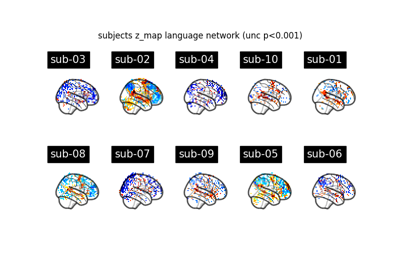 subjects z_map language network (unc p<0.001)
sub-03 sub-02 sub-04 sub-10 sub-01
sub-08 sub-07 sub-09 sub-05 sub-06